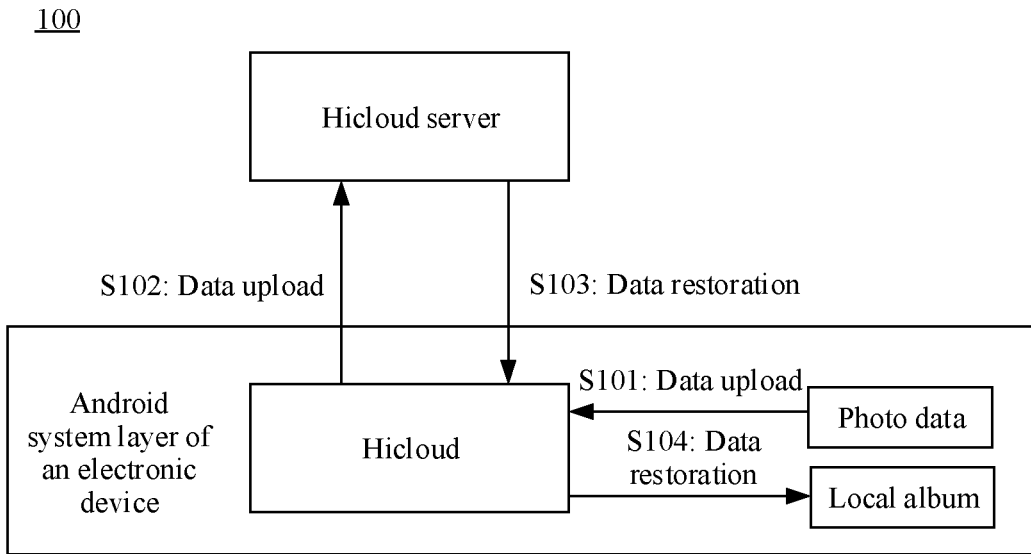 100
Hicloud server
S102: Data upload
S103: Data restoration
Android
system layer of
an electronic
device
Hicloud
S101: Data upload
Photo data
S104: Data
restoration
Local album